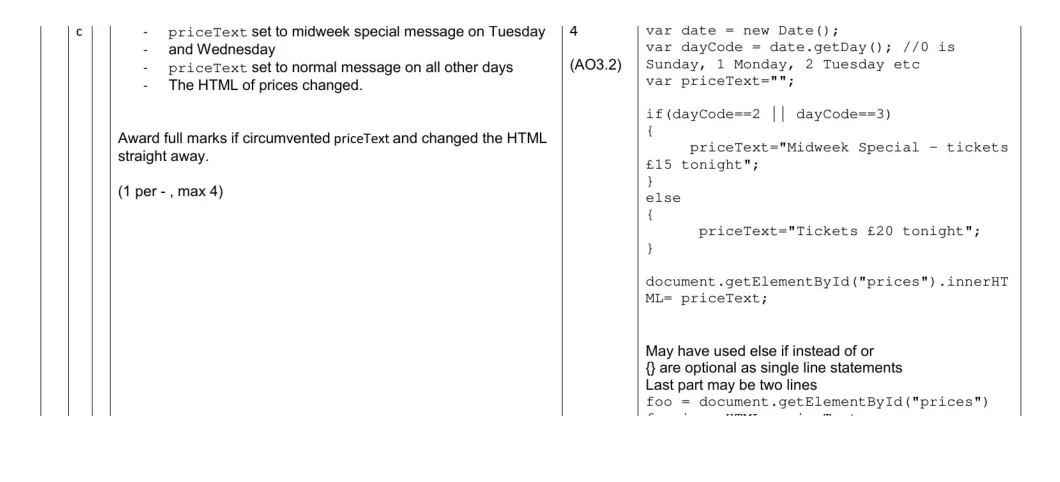 c
- priceText set to midweek special message on Tuesday
- and Wednesday
- priceText set to normal message on all other days
- The HTML of prices changed.
Award full marks if circumvented priceText and changed the HTML
straight away.
(1 per - , max 4)
4
(AO3.2)
var date = new Date();
var dayCode = date.getDay(); //0 is
Sunday, 1 Monday, 2 Tuesday etc
var priceText="";
if(dayCode==2 || dayCode==3)
{
priceText="Midweek Special – tickets
£15 tonight";
}
else
{
priceText="Tickets £20 tonight";
}
document.getElementById("prices").innerHT
ML= priceText;
May have used else if instead of or
{} are optional as single line statements
Last part may be two lines
foo = document.getElementById("prices")